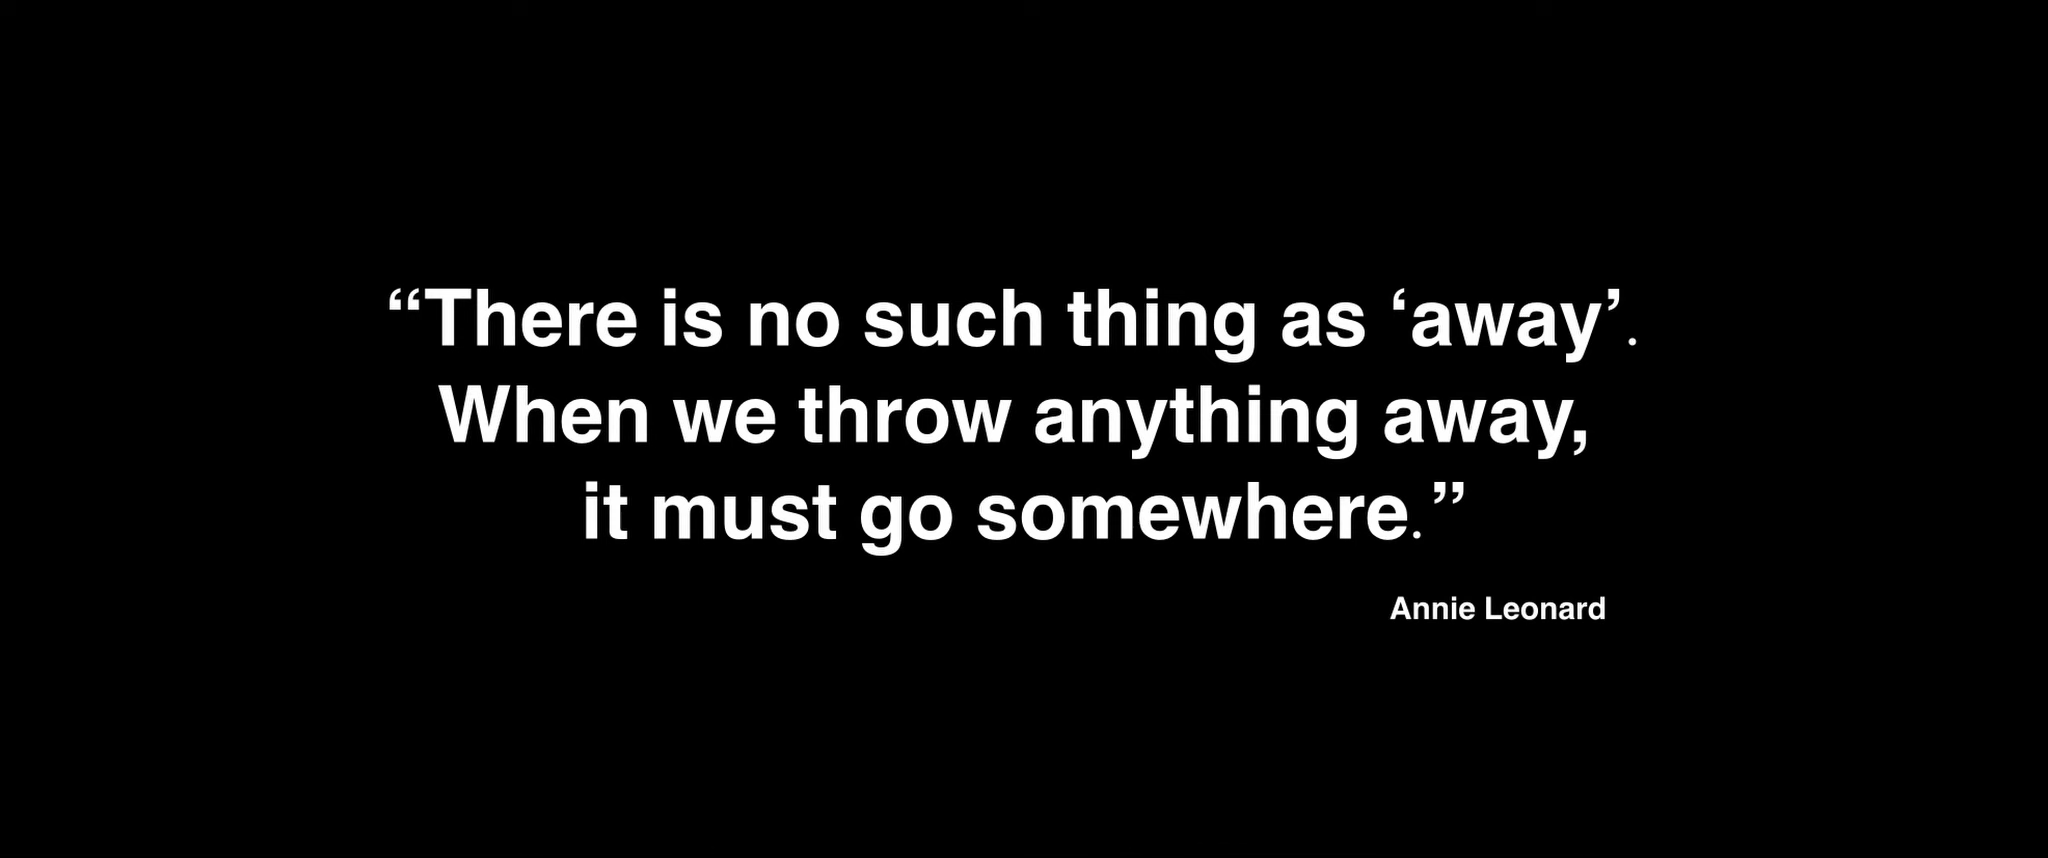 “There is no such thing as ‘away’.
When we throw anything away,
it must go somewhere.”
Annie Leonard